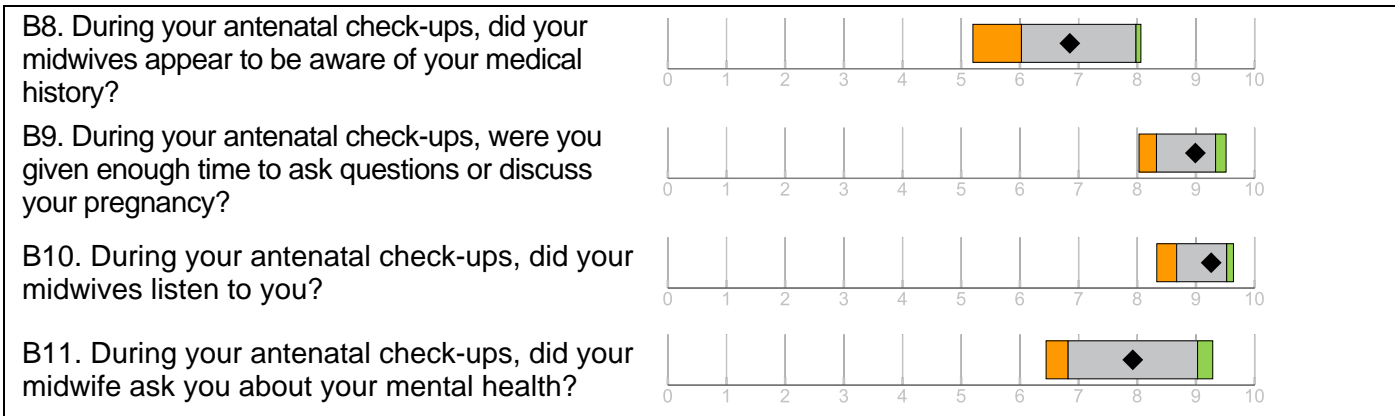 B8. During your antenatal check-ups, did your
midwives appear to be aware of your medical
history?
0 1 2 3 4 5 6 7 8 9 10
B9. During your antenatal check-ups, were you
given enough time to ask questions or discuss
your pregnancy?
0 1 2 3 4 5 6 7 8 9 10
B10. During your antenatal check-ups, did your
midwives listen to you?
0 1 2 3 4 5 6 7 8 9 10
B11. During your antenatal check-ups, did your
midwife ask you about your mental health?
0 1 2 3 4 5 6 7 8 9 10